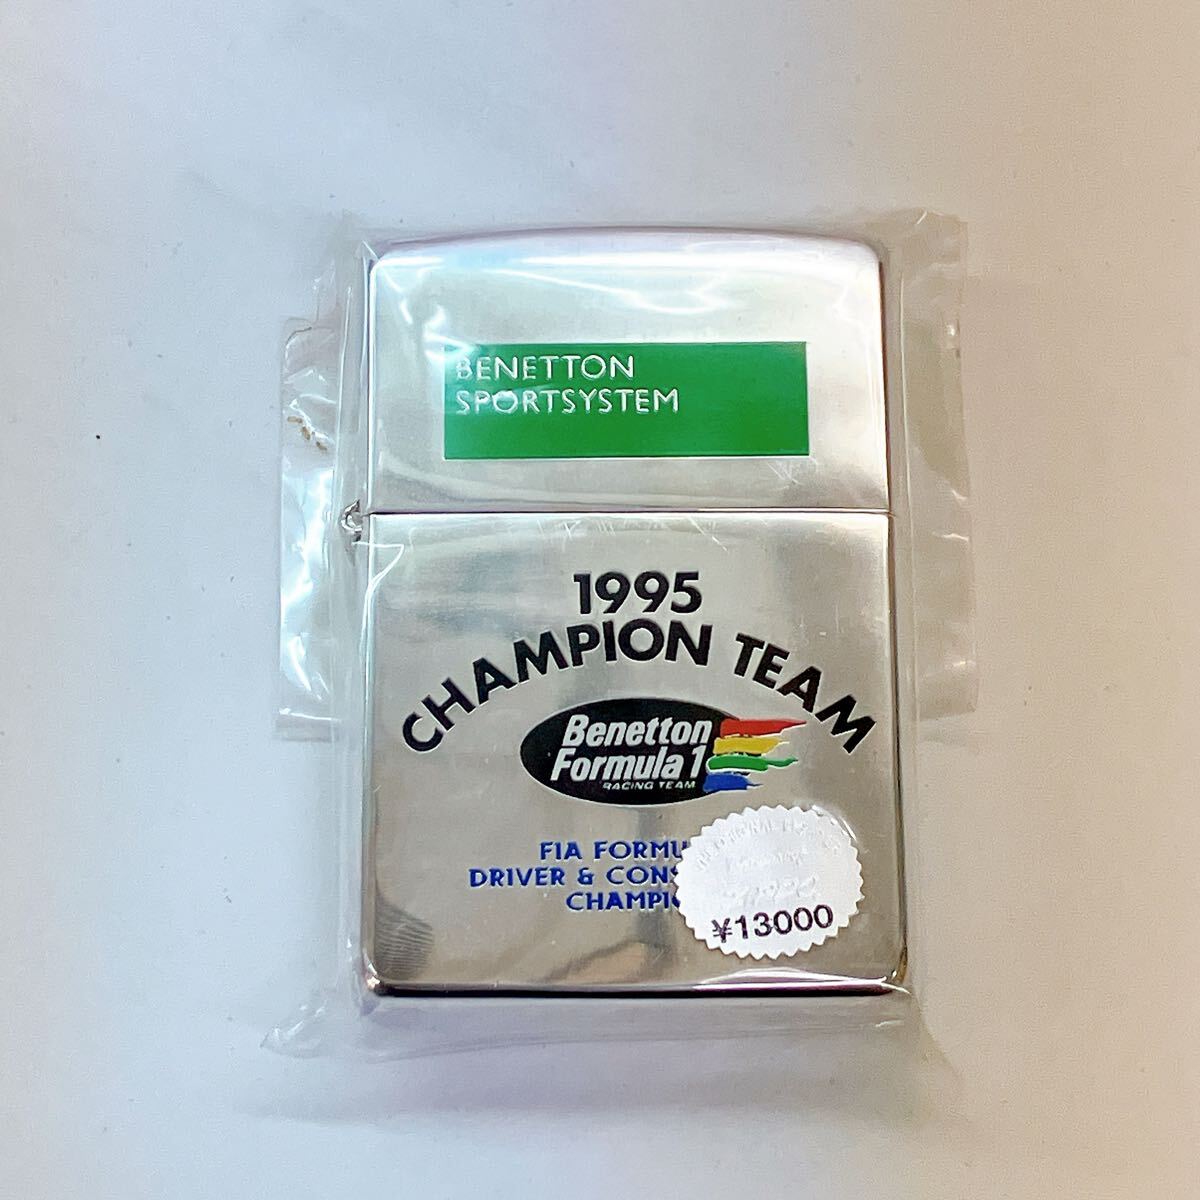 BENETTON
SPORTSYSTEM
1995
CHAMPION TEAM
Benetton
Formula 1
RACING TEAM
FIA FORMU
DRIVER & CONS
CHAMPIO
¥13000